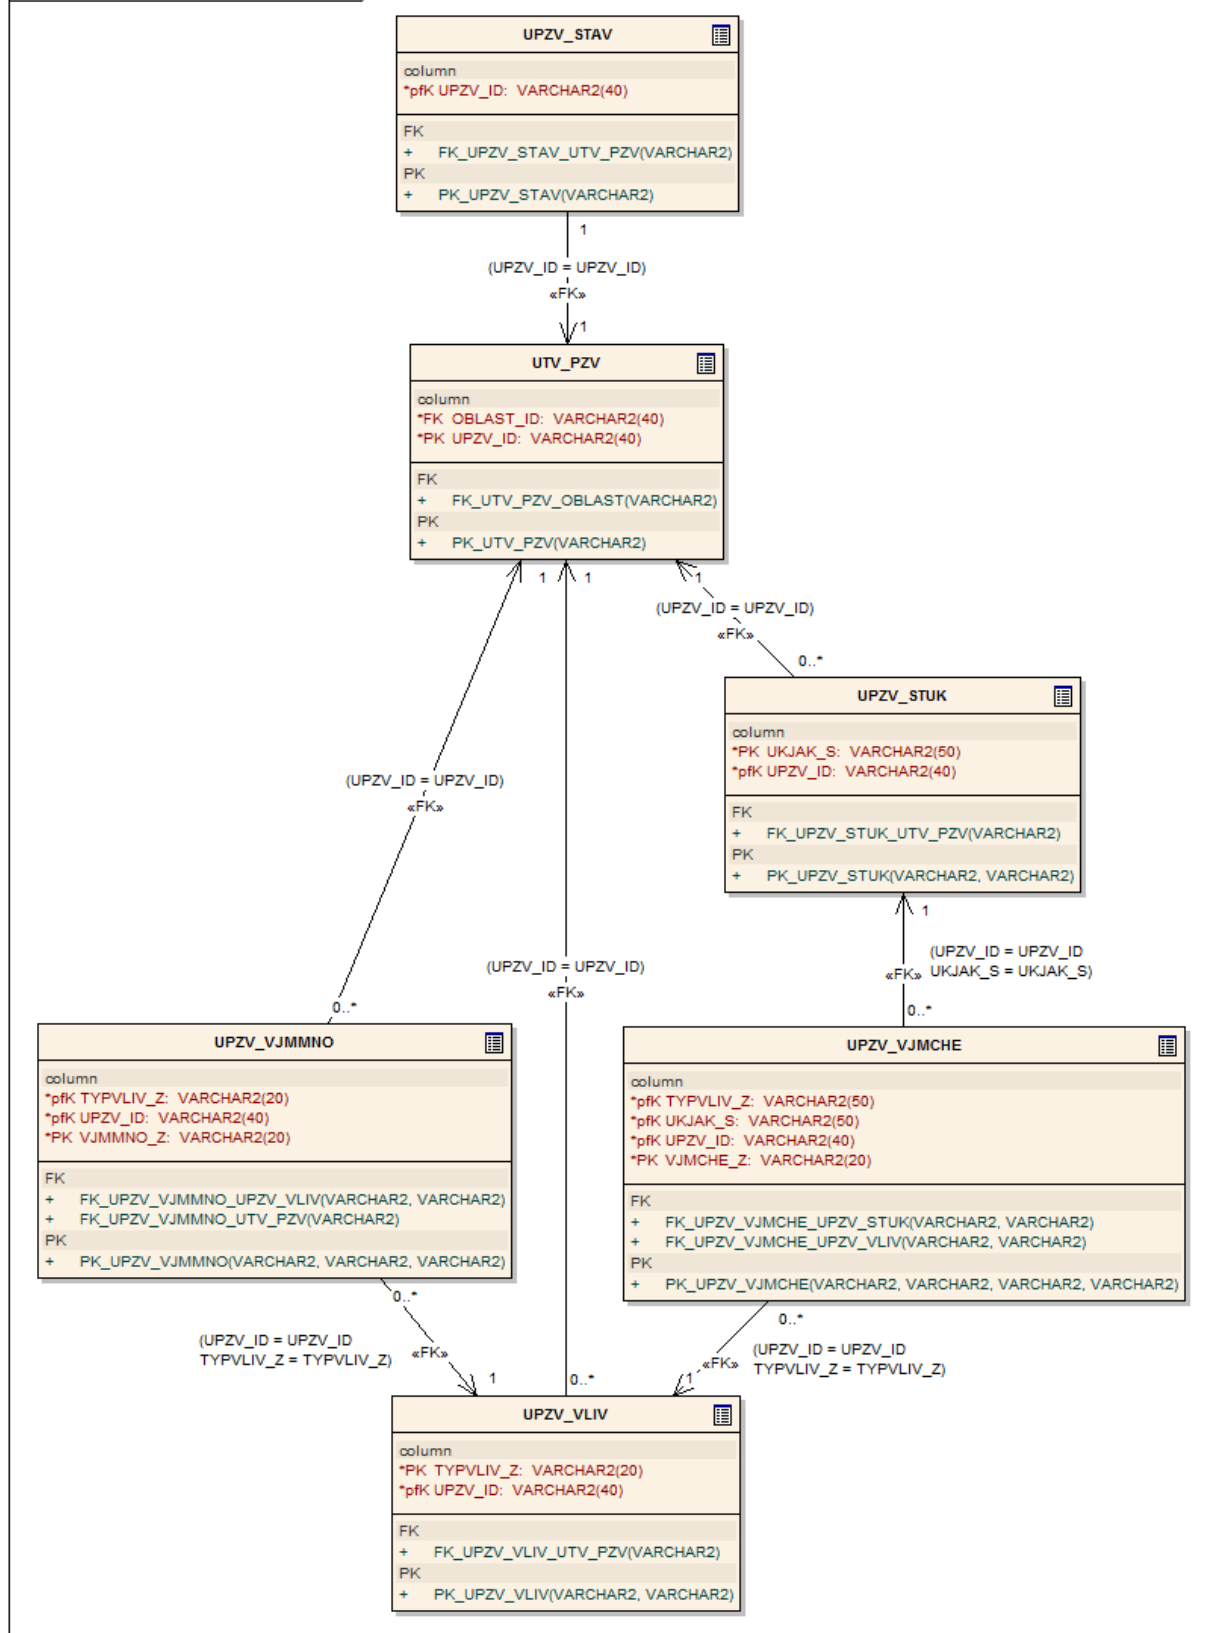 UPZV_STAV
column
*pfK UPZV_ID: VARCHAR2(40)
FK
+ FK_UPZV_STAV_UTV_PZV(VARCHAR2)
PK
+ PK_UPZV_STAV(VARCHAR2)
1
(UPZV_ID = UPZV_ID)
«FK»
1
UTV_PZV
column
*FK OBLAST_ID: VARCHAR2(40)
*PK UPZV_ID: VARCHAR2(40)
FK
+ FK_UTV_PZV_OBLAST(VARCHAR2)
PK
+ PK_UTV_PZV(VARCHAR2)
1
1
1
(UPZV_ID = UPZV_ID)
«FK»
0..*
UPZV_STUK
column
*PK UKJAK_S: VARCHAR2(50)
*pfK UPZV_ID: VARCHAR2(40)
FK
+ FK_UPZV_STUK_UTV_PZV(VARCHAR2)
PK
+ PK_UPZV_STUK(VARCHAR2, VARCHAR2)
(UPZV_ID = UPZV_ID)
«FK»
0..*
(UPZV_ID = UPZV_ID)
«FK»
1
(UPZV_ID = UPZV_ID
UKJAK_S = UKJAK_S)
«FK»
0..*
UPZV_VJMMNO
column
*pfK TYPVLIV_Z: VARCHAR2(20)
*pfK UPZV_ID: VARCHAR2(40)
*PK VJMMNO_Z: VARCHAR2(20)
FK
+ FK_UPZV_VJMMNO_UPZV_VLIV(VARCHAR2, VARCHAR2)
+ FK_UPZV_VJMMNO_UTV_PZV(VARCHAR2)
PK
+ PK_UPZV_VJMMNO(VARCHAR2, VARCHAR2, VARCHAR2)
UPZV_VJMCHE
column
*pfK TYPVLIV_Z: VARCHAR2(50)
*pfK UKJAK_S: VARCHAR2(50)
*pfK UPZV_ID: VARCHAR2(40)
*PK VJMCHE_Z: VARCHAR2(20)
FK
+ FK_UPZV_VJMCHE_UPZV_STUK(VARCHAR2, VARCHAR2)
+ FK_UPZV_VJMCHE_UPZV_VLIV(VARCHAR2, VARCHAR2)
PK
+ PK_UPZV_VJMCHE(VARCHAR2, VARCHAR2, VARCHAR2, VARCHAR2)
0..*
(UPZV_ID = UPZV_ID
TYPVLIV_Z = TYPVLIV_Z)
«FK»
1
0..*
0..*
(UPZV_ID = UPZV_ID
TYPVLIV_Z = TYPVLIV_Z)
«FK»
1
UPZV_VLIV
column
*PK TYPVLIV_Z: VARCHAR2(20)
*pfK UPZV_ID: VARCHAR2(40)
FK
+ FK_UPZV_VLIV_UTV_PZV(VARCHAR2)
PK
+ PK_UPZV_VLIV(VARCHAR2, VARCHAR2)